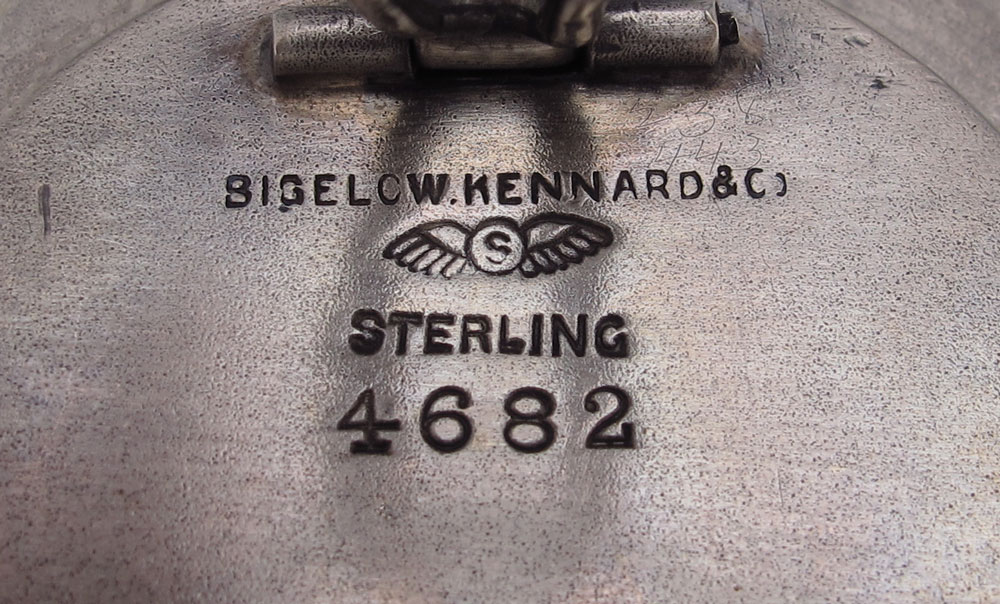 BIGELOW.KENNARD&Co
S
STERLING
4682